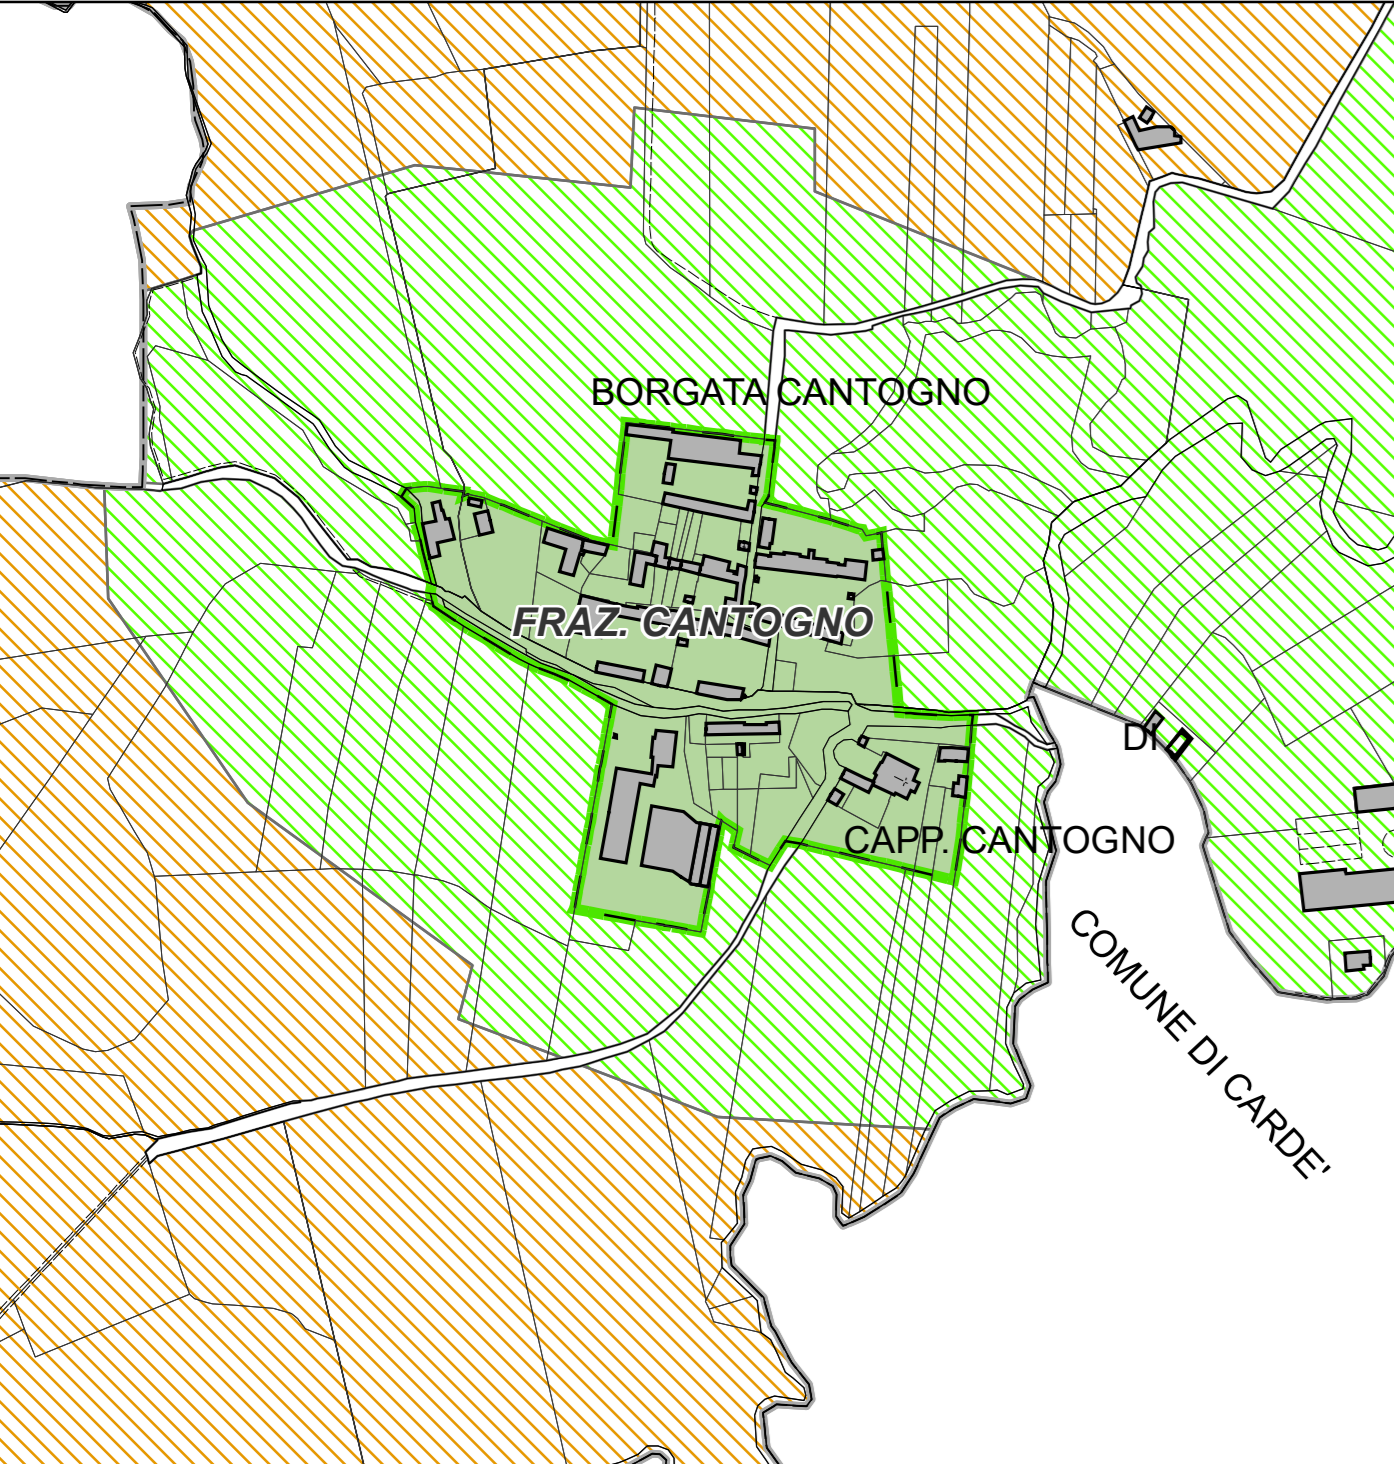 BORGATA CANTOGNO
FRAZ. CANTOGNO
DI
CAPP. CANTOGNO
COMUNE DI CARDE'